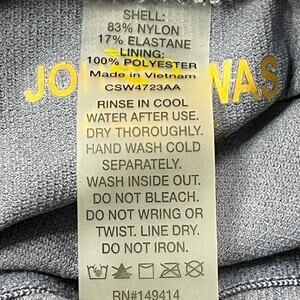 SHELL:
83% NYLON
17% ELASTANE
LINING:
100% POLYESTER
Made in Vietnam
CSW4723AA
RINSE IN COOL
WATER AFTER USE.
DRY THOROUGHLY.
HAND WASH COLD
SEPARATELY.
WASH INSIDE OUT.
DO NOT BLEACH.
DO NOT WRING OR
TWIST. LINE DRY.
DO NOT IRON.
RN#149414